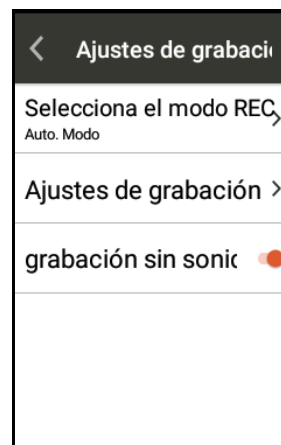 Ajustes de grabaci
Selecciona el modo REC
Auto. Modo
Ajustes de grabación
grabación sin sonic